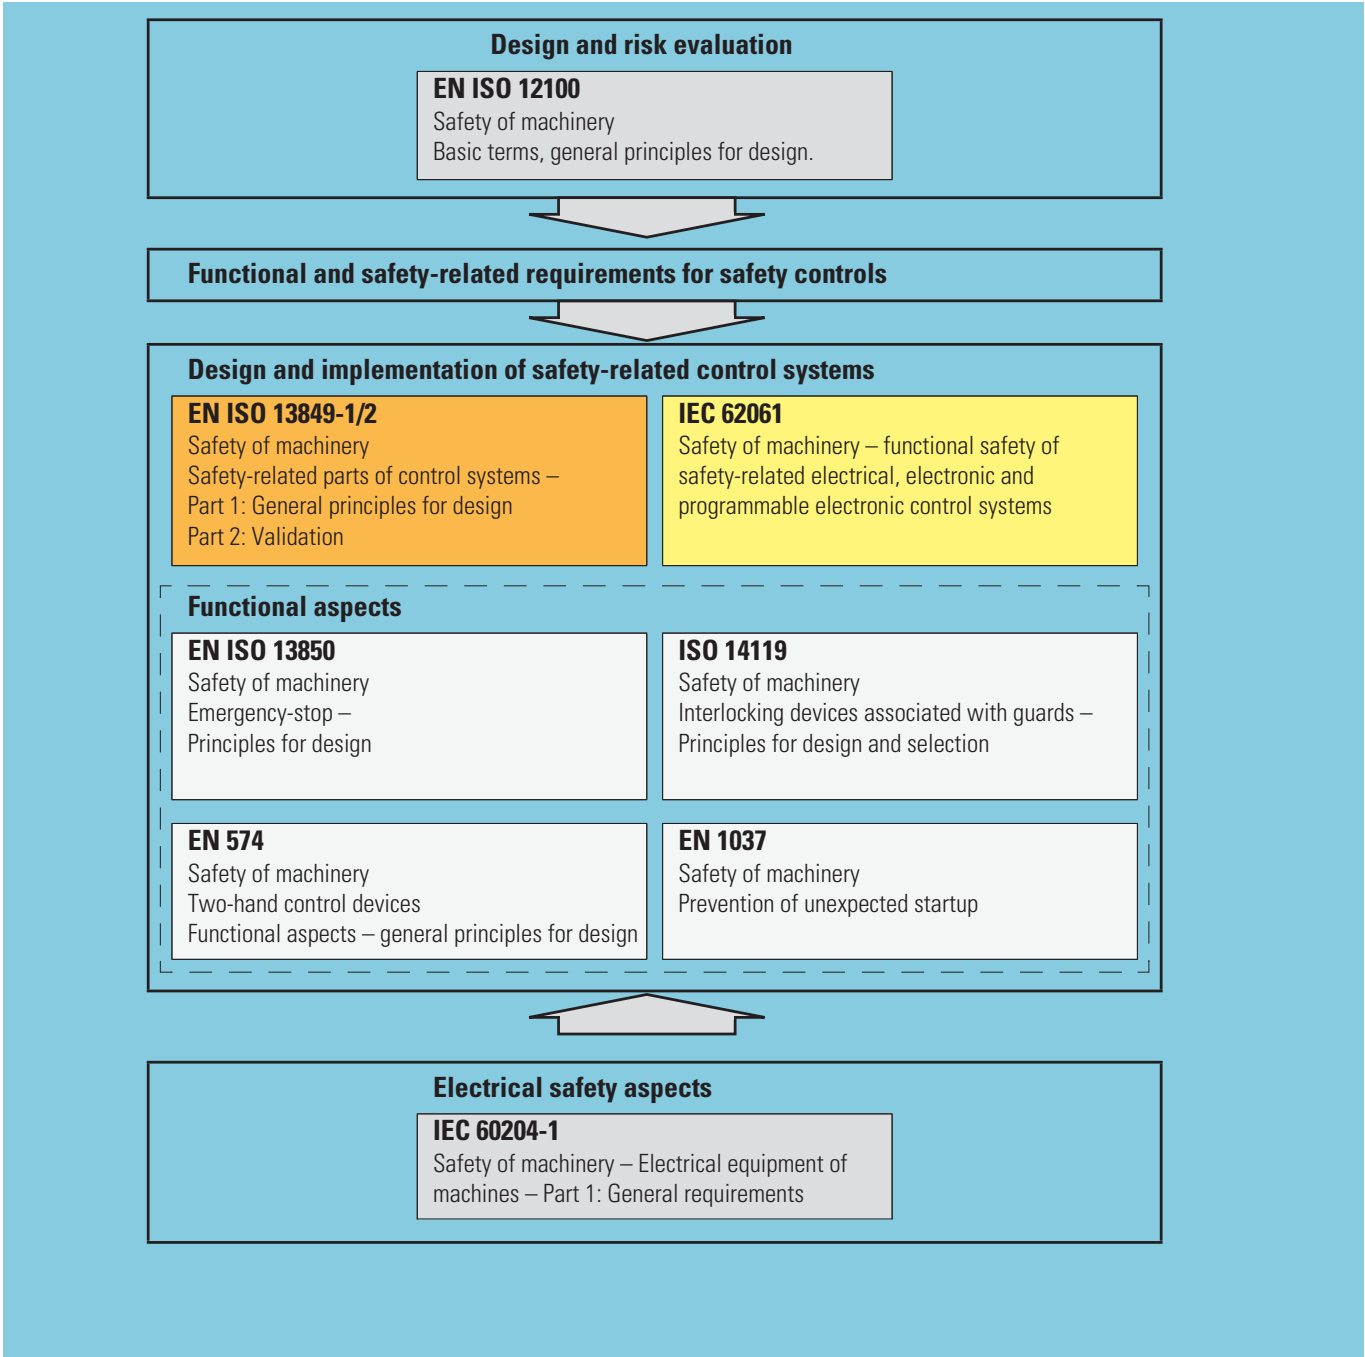 Design and risk evaluation
EN ISO 12100
Safety of machinery
Basic terms, general principles for design.
Functional and safety-related requirements for safety controls
Design and implementation of safety-related control systems
EN ISO 13849-1/2
Safety of machinery
Safety-related parts of control systems –
Part 1: General principles for design
Part 2: Validation
IEC 62061
Safety of machinery – functional safety of
safety-related electrical, electronic and
programmable electronic control systems
Functional aspects
EN ISO 13850
Safety of machinery
Emergency-stop –
Principles for design
ISO 14119
Safety of machinery
Interlocking devices associated with guards –
Principles for design and selection
EN 574
Safety of machinery
Two-hand control devices
Functional aspects – general principles for design
EN 1037
Safety of machinery
Prevention of unexpected startup
Electrical safety aspects
IEC 60204-1
Safety of machinery – Electrical equipment of
machines – Part 1: General requirements